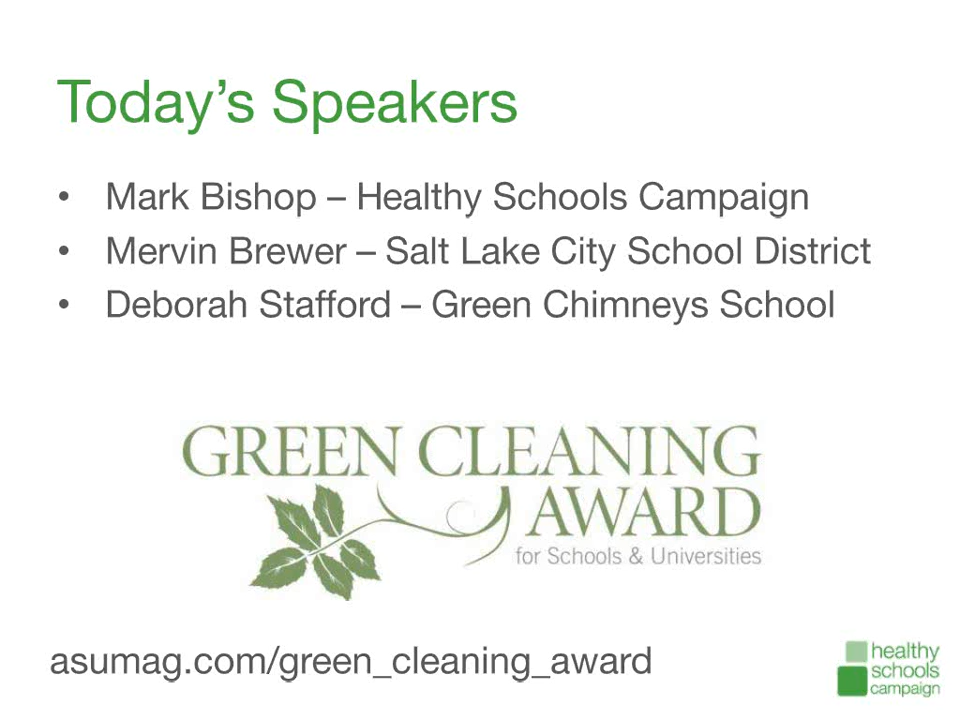 Today’s Speakers
• Mark Bishop – Healthy Schools Campaign
• Mervin Brewer – Salt Lake City School District
• Deborah Stafford – Green Chimneys School
GREEN CLEANING
AWARD
for Schools & Universities
asumag.com/green_cleaning_award
healthy
schools
campaign